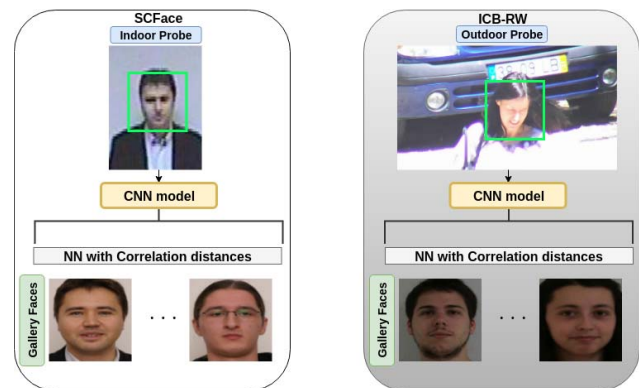 SCFace
Indoor Probe
CNN model
NN with Correlation distances
Gallery Faces
. . .
ICB-RW
Outdoor Probe
CNN model
NN with Correlation distances
Gallery Faces
. . .